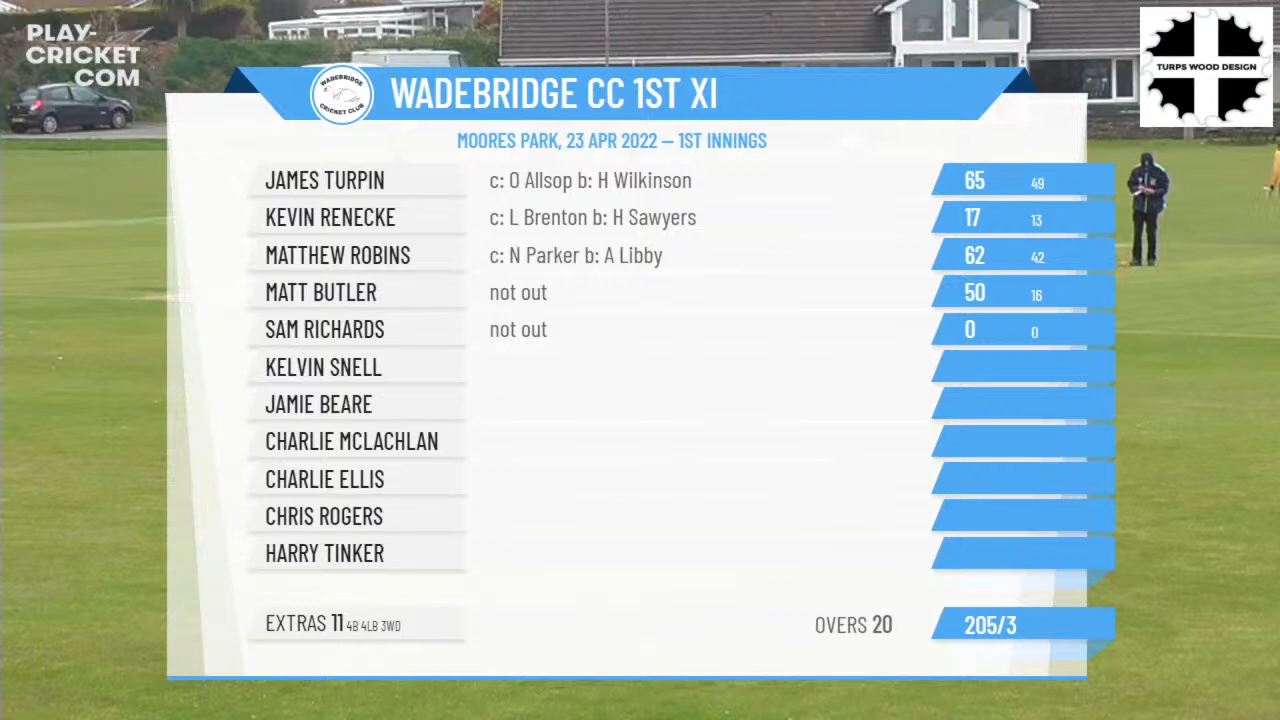 PLAY-
CRICKET
COM
TURPS WOOD DESIGN
WADEBRIDGE
CRICKET CLUB
WADEBRIDGE CC 1ST XI
MOORES PARK, 23 APR 2022 – 1ST INNINGS
JAMES TURPIN c: O Allsop b: H Wilkinson 65 49
KEVIN RENECKE c: L Brenton b: H Sawyers 17 13
MATTHEW ROBINS c: N Parker b: A Libby 62 42
MATT BUTLER not out 50 16
SAM RICHARDS not out 0 0
KELVIN SNELL
JAMIE BEARE
CHARLIE MCLACHLAN
CHARLIE ELLIS
CHRIS ROGERS
HARRY TINKER
EXTRAS 11 4B 4LB 3WD OVERS 20 205/3